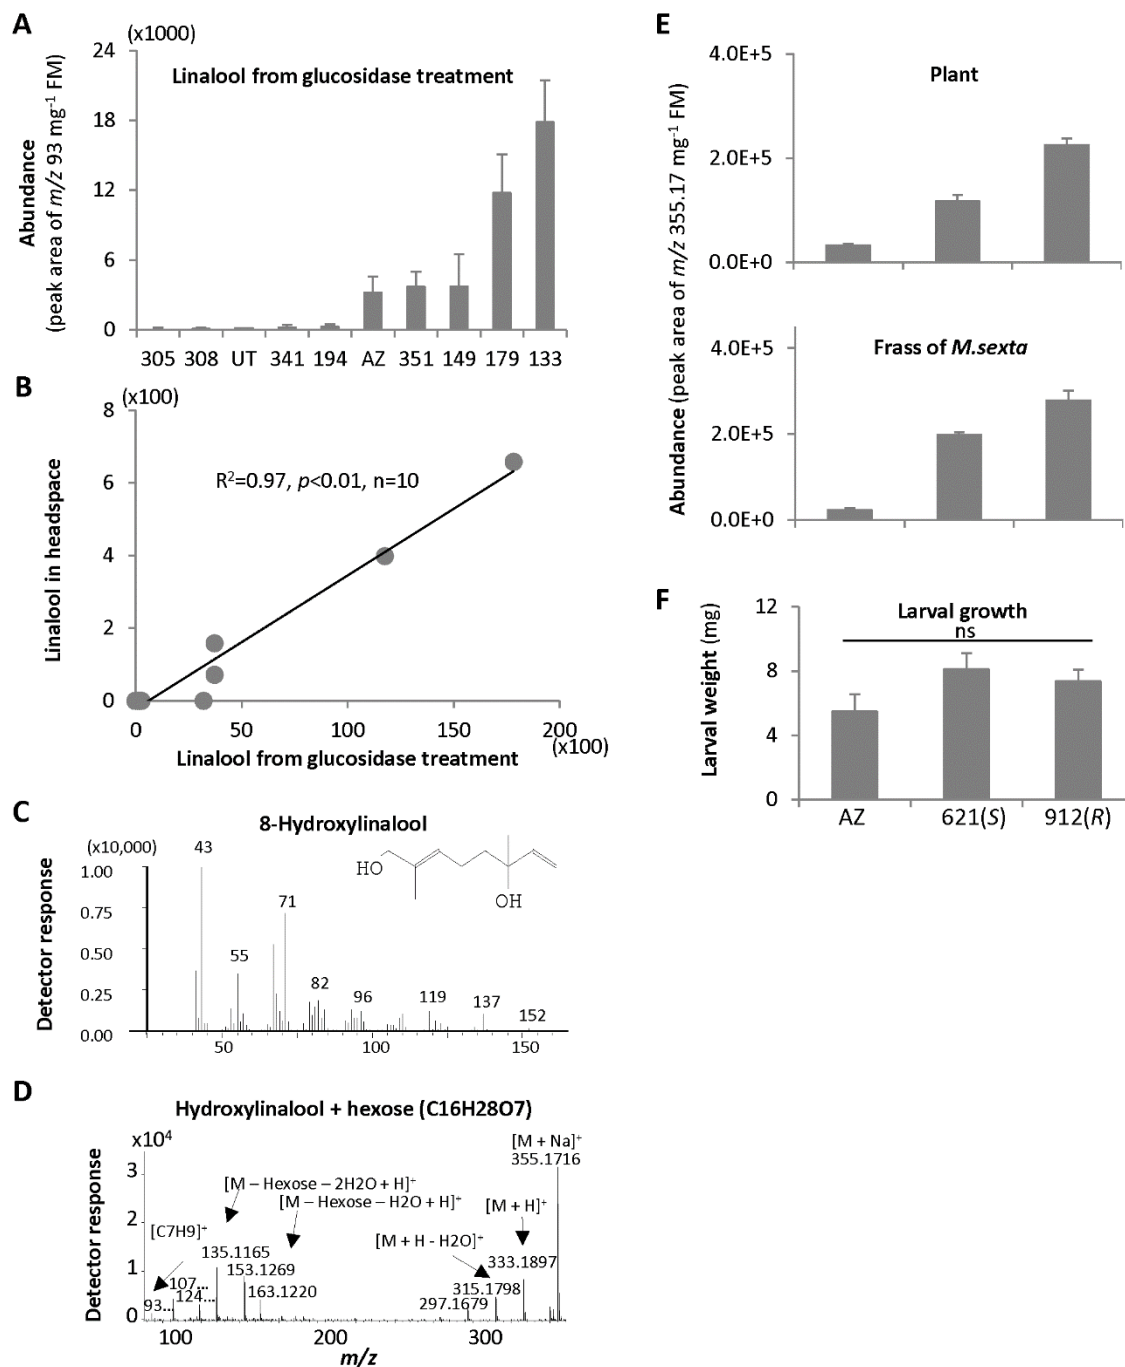 A
(x1000)
Linalool from glucosidase treatment
Abundance
(peak area of m/z 93 mg-1 FM)
24
18
12
6
0
305 308 UT 341 194 AZ 351 149 179 133
B
(x100)
Linalool in headspace
8
6
4
2
0
R2=0.97, p<0.01, n=10
0 50 100 150 200
(x100)
Linalool from glucosidase treatment
C
8-Hydroxylinalool
(x10,000)
Detector response
1.00
0.75
0.50
0.25
0.00
43
55
71
82
96
119
137
152
HO
OH
50 100 150
D
Hydroxylinalool + hexose (C16H28O7)
x10^4
Detector response
3
2
1
0
[M + Na]+
355.1716
[M – Hexose – 2H2O + H]+
[M – Hexose – H2O + H]+
[M + H]+
[C7H9]+
[M + H - H2O]+
135.1165
333.1897
153.1269
107...
315.1798
163.1220
124...
297.1679
93...
100 200 300
m/z
E
Abundance (peak area of m/z 355.17 mg-1 FM)
Plant
4.0E+5
2.0E+5
0.0E+0
Frass of M.sexta
4.0E+5
2.0E+5
0.0E+0
F
Larval growth
ns
Larval weight (mg)
12
8
4
0
AZ 621(S) 912(R)